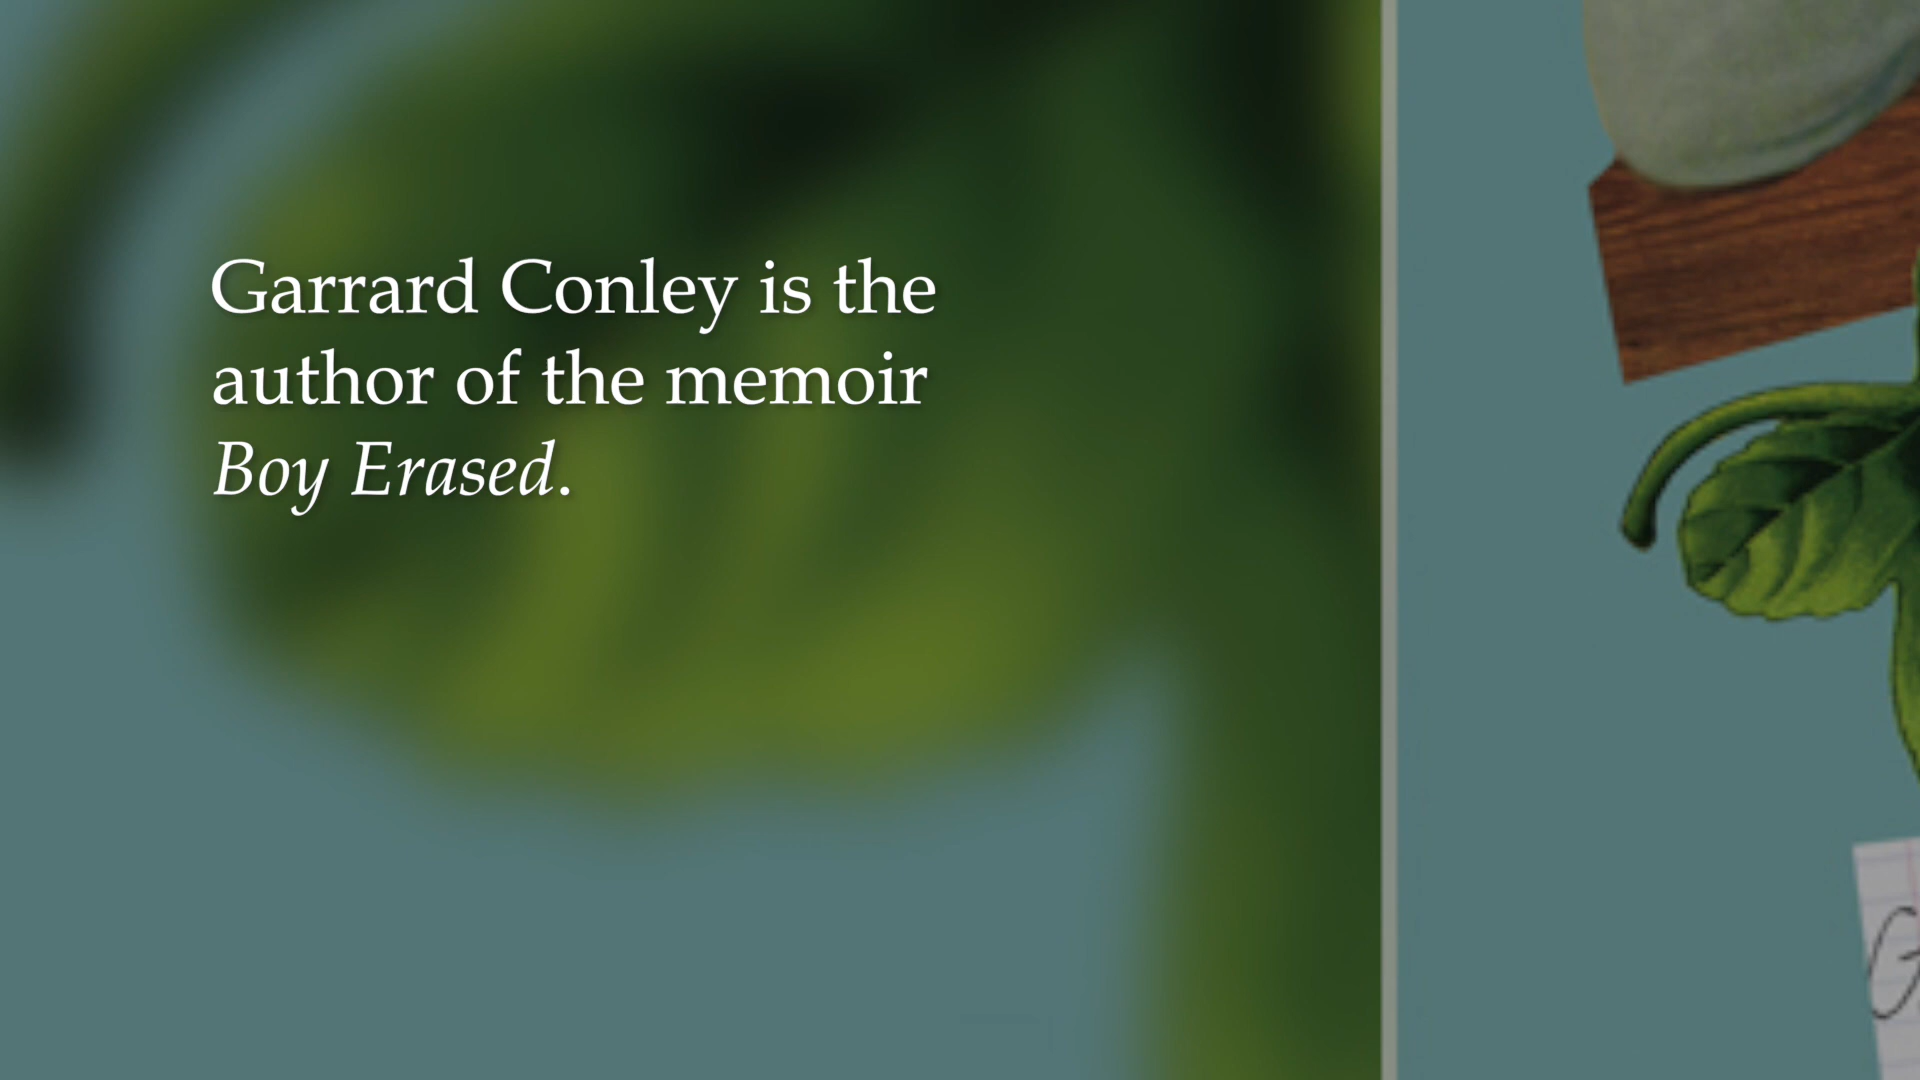 Garrard Conley is the
author of the memoir
Boy Erased.